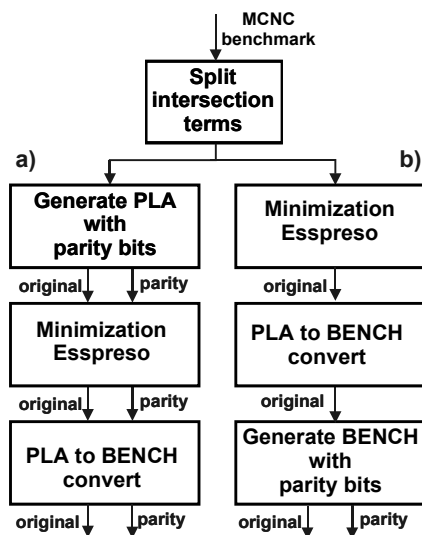 MCNC
benchmark
Split
intersection
terms
a)
b)
Generate PLA
with
parity bits
Minimization
Esspreso
original
parity
original
Minimization
Esspreso
PLA to BENCH
convert
original
parity
original
PLA to BENCH
convert
Generate BENCH
with
parity bits
original
parity
original
parity